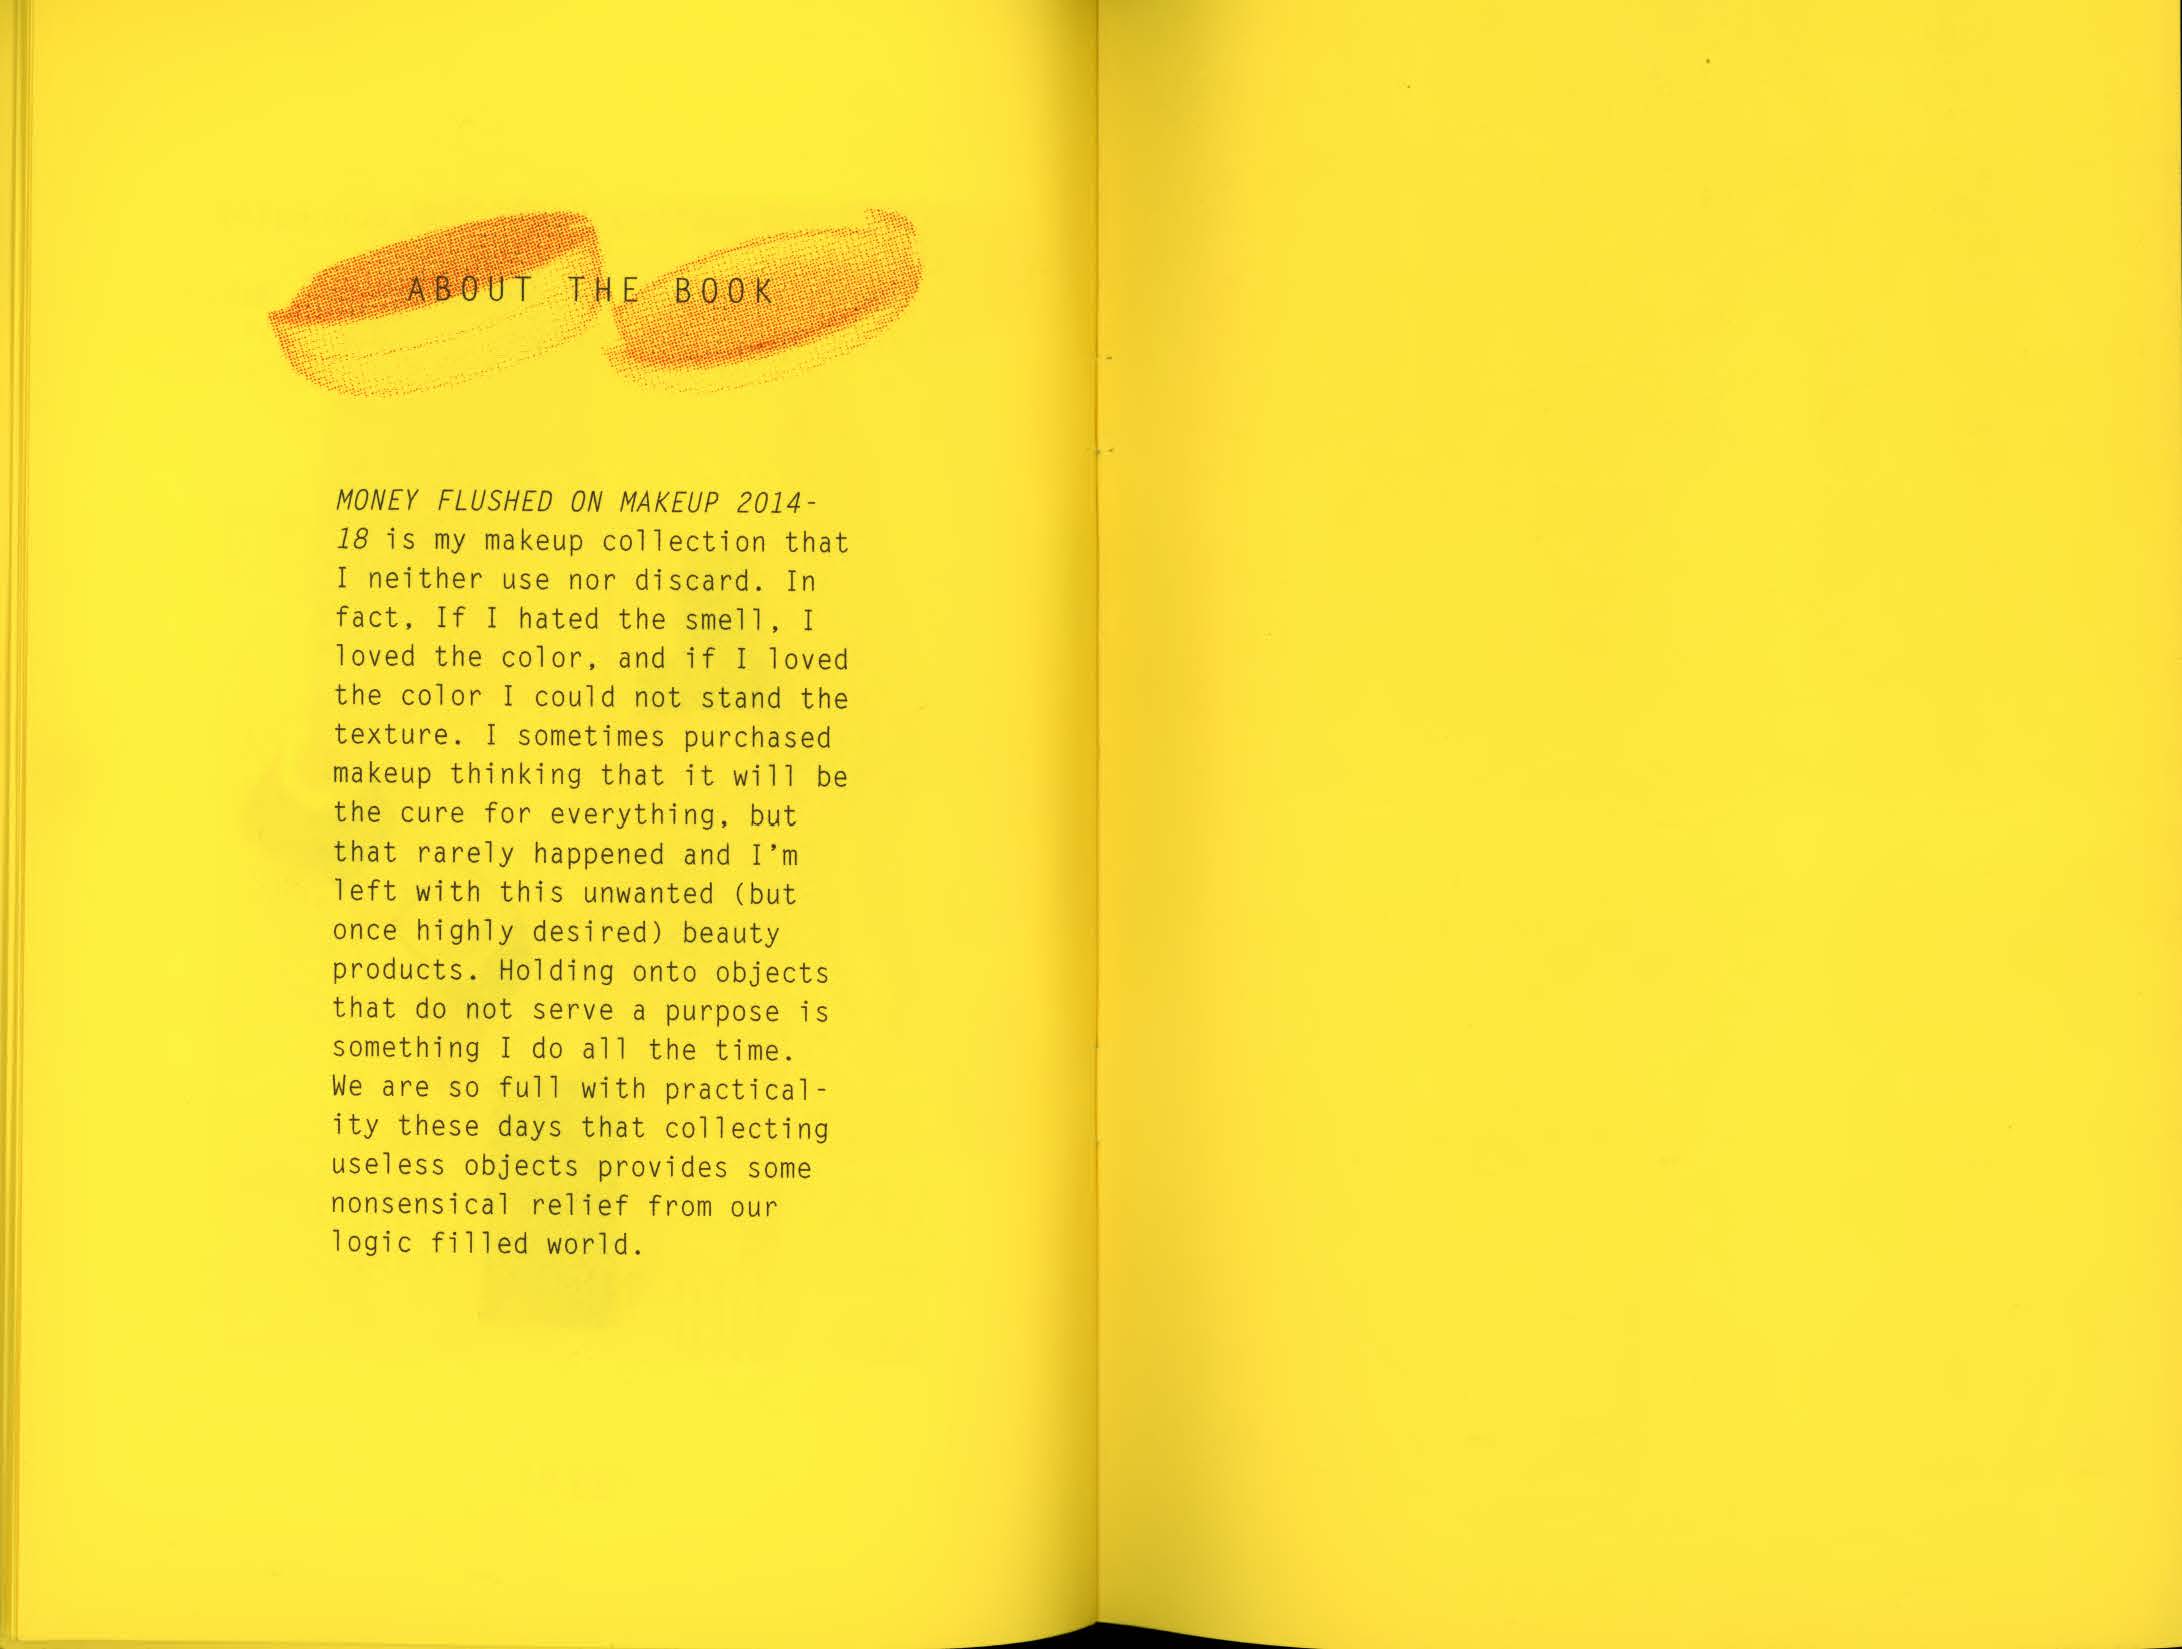 ABOUT THE BOOK
MONEY FLUSHED ON MAKEUP 2014-
18 is my makeup collection that
I neither use nor discard. In
fact, If I hated the smell, I
loved the color, and if I loved
the color I could not stand the
texture. I sometimes purchased
makeup thinking that it will be
the cure for everything, but
that rarely happened and I'm
left with this unwanted (but
once highly desired) beauty
products. Holding onto objects
that do not serve a purpose is
something I do all the time.
We are so full with practical-
ity these days that collecting
useless objects provides some
nonsensical relief from our
logic filled world.